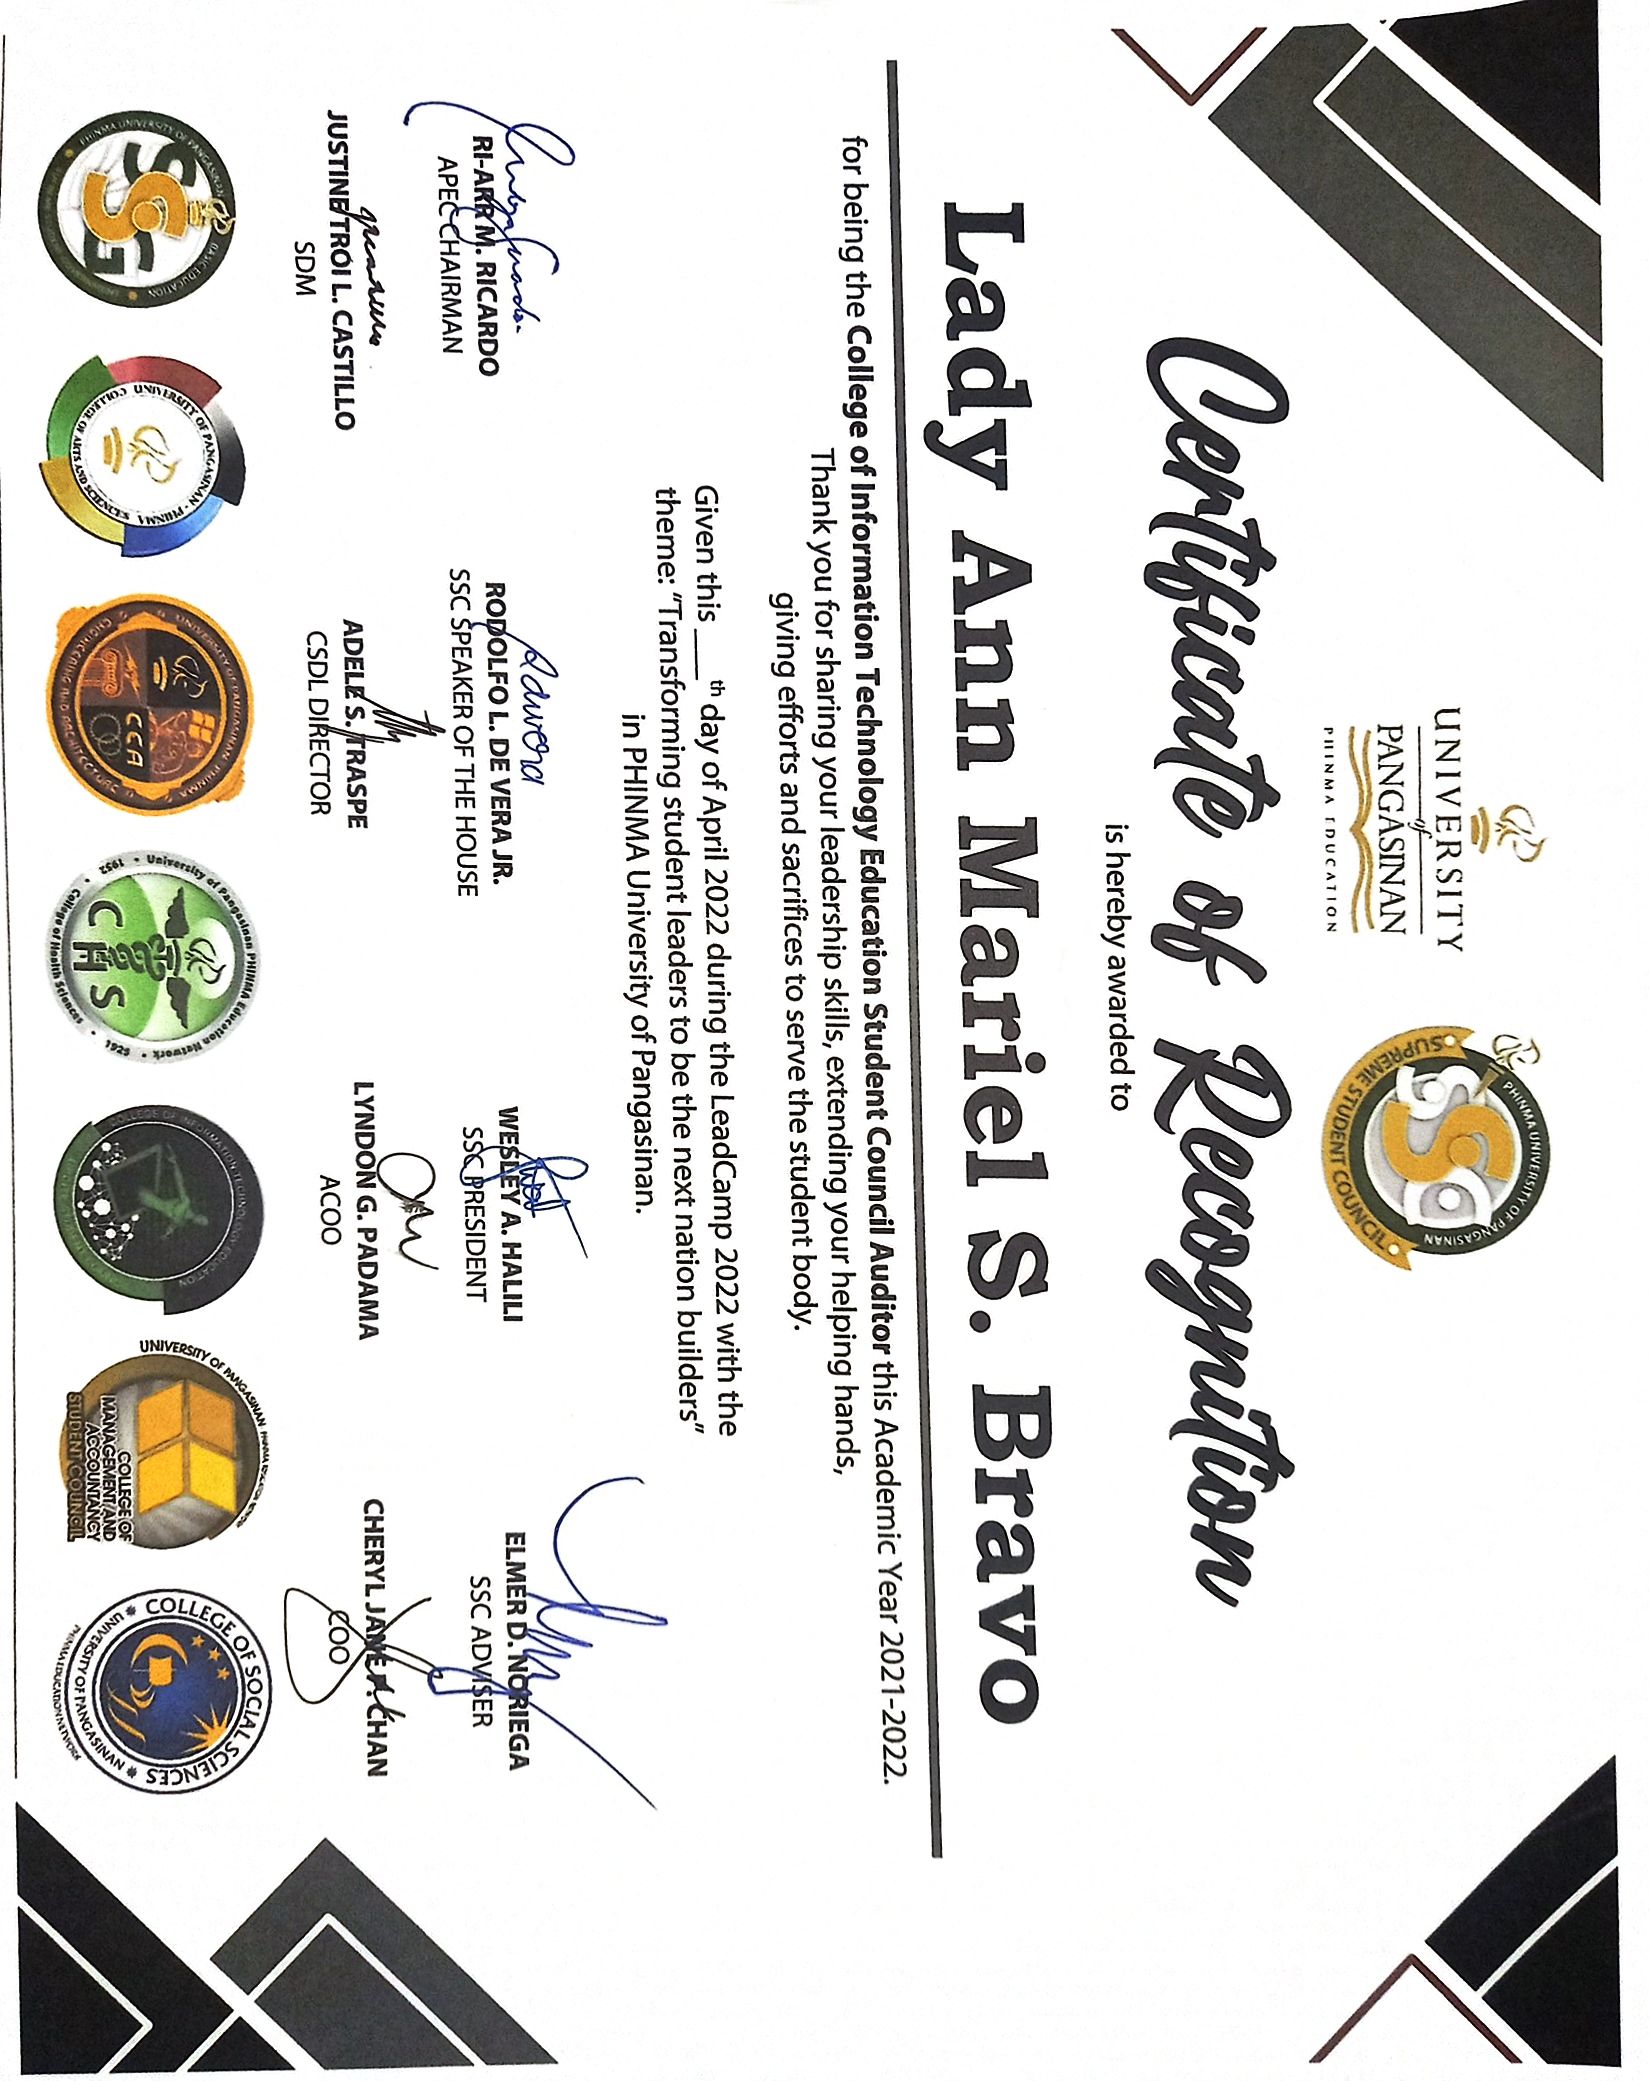 UNIVERSITY
of
PANGASINAN
PHINMA EDUCATION
PHINMA UNIVERSITY OF PANGASINAN
SSC
SUPREME STUDENT COUNCIL
Certificate of Recognition
is hereby awarded to
Lady Ann Mariel S. Bravo
for being the College of Information Technology Education Student Council Auditor this Academic Year 2021-2022.
Thank you for sharing your leadership skills, extending your helping hands,
giving efforts and sacrifices to serve the student body.
Given this ___th day of April 2022 during the LeadCamp 2022 with the
theme: “Transforming student leaders to be the next nation builders”
in PHINMA University of Pangasinan.
RI-ARR M. RICARDO
APEC CHAIRMAN
RODOLFO L. DE VERA JR.
SSC SPEAKER OF THE HOUSE
WESLEY A. HALILI
SSC PRESIDENT
ELMER D. NORIEGA
SSC ADVISER
JUSTINE TROI L. CASTILLO
SDM
ADELE S. TRASPE
CSDL DIRECTOR
LYNDON G. PADAMA
ACOO
CHERYL JANE P. CHAN
COO
PHINMA UNIVERSITY OF PANGASINAN BASIC EDUCATION
SSG
UNIVERSITY OF PANGASINAN - PHINMA
COLLEGE OF ARTS AND SCIENCES
UNIVERSITY OF PANGASINAN PHINMA
CEA
ENGINEERING AND ARCHITECTURE
University of Pangasinan PHINMA Education Network
CHS
1952
1925
College of Health Sciences
COLLEGE OF INFORMATION TECHNOLOGY EDUCATION
UNIVERSITY OF PANGASINAN PHINMA EDUCATION NETWORK
COLLEGE OF
MANAGEMENT AND
ACCOUNTANCY
STUDENT COUNCIL
COLLEGE OF SOCIAL SCIENCES
UNIVERSITY OF PANGASINAN
PHINMA EDUCATION NETWORK